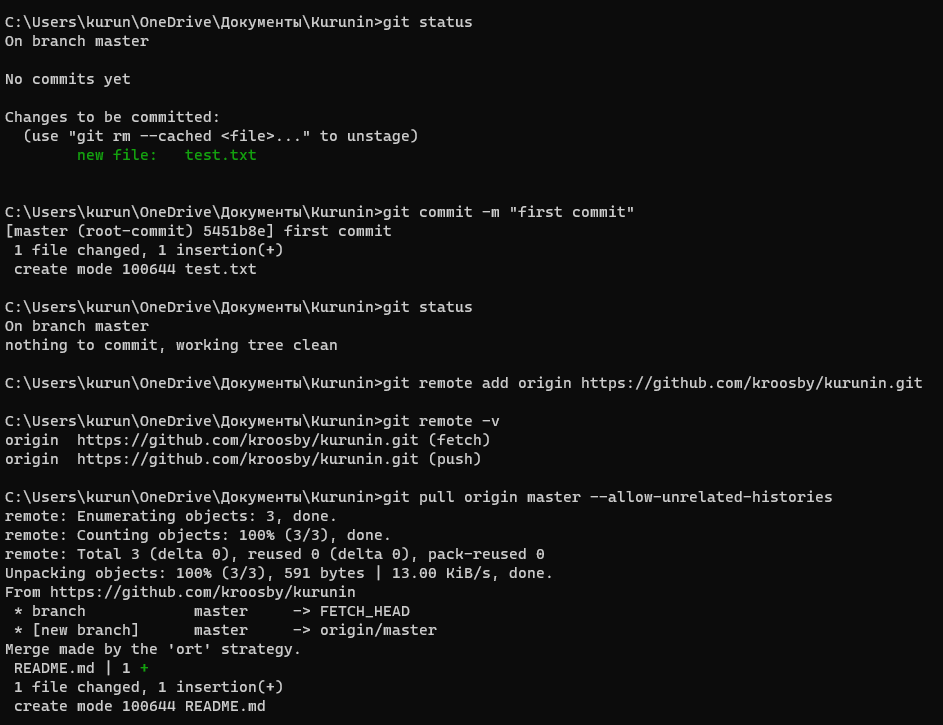 C:\Users\kurun\OneDrive\Документы\Kurunin>git status
On branch master
No commits yet
Changes to be committed:
  (use "git rm --cached <file>..." to unstage)
        new file:   test.txt
C:\Users\kurun\OneDrive\Документы\Kurunin>git commit -m "first commit"
[master (root-commit) 5451b8e] first commit
 1 file changed, 1 insertion(+)
 create mode 100644 test.txt
C:\Users\kurun\OneDrive\Документы\Kurunin>git status
On branch master
nothing to commit, working tree clean
C:\Users\kurun\OneDrive\Документы\Kurunin>git remote add origin https://github.com/kroosby/kurunin.git
C:\Users\kurun\OneDrive\Документы\Kurunin>git remote -v
origin  https://github.com/kroosby/kurunin.git (fetch)
origin  https://github.com/kroosby/kurunin.git (push)
C:\Users\kurun\OneDrive\Документы\Kurunin>git pull origin master --allow-unrelated-histories
remote: Enumerating objects: 3, done.
remote: Counting objects: 100% (3/3), done.
remote: Total 3 (delta 0), reused 0 (delta 0), pack-reused 0
Unpacking objects: 100% (3/3), 591 bytes | 13.00 KiB/s, done.
From https://github.com/kroosby/kurunin
 * branch            master     -> FETCH_HEAD
 * [new branch]      master     -> origin/master
Merge made by the 'ort' strategy.
 README.md | 1 +
 1 file changed, 1 insertion(+)
 create mode 100644 README.md